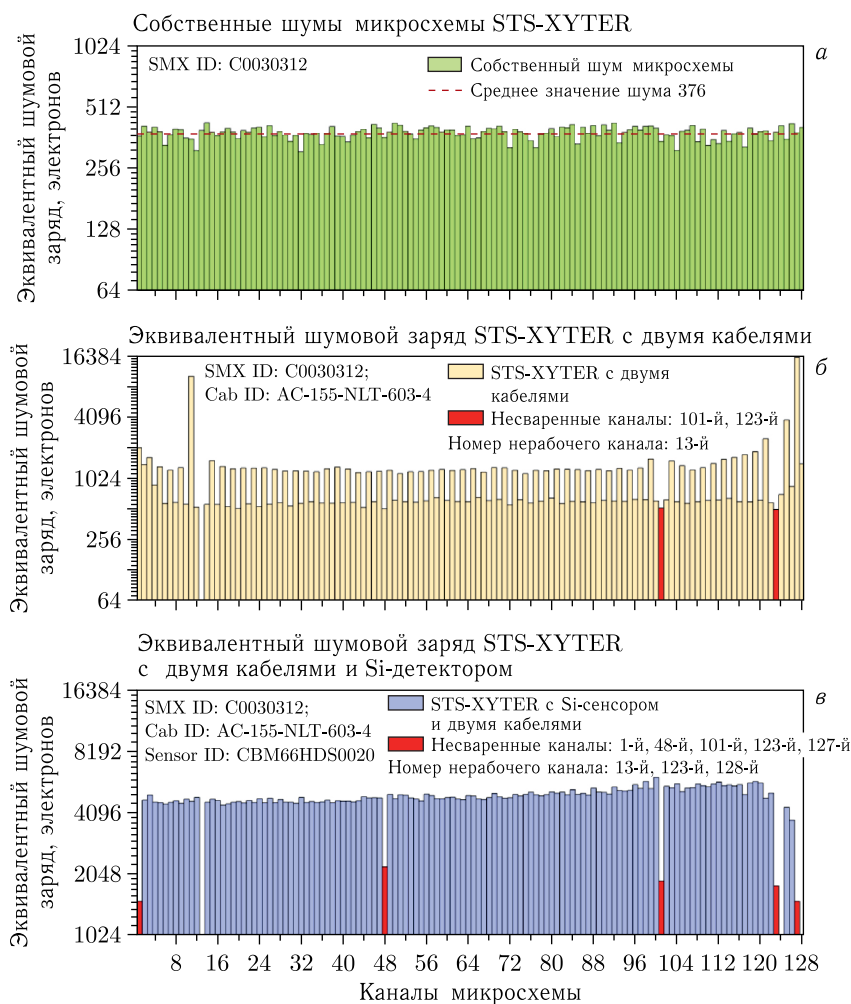 Собственные шумы микросхемы STS-XYTER
а
Эквивалентный шумовой
заряд, электронов
1024
512
256
128
64
SMX ID: C0030312
Собственный шум микросхемы
Среднее значение шума 376
Эквивалентный шумовой заряд STS-XYTER с двумя кабелями
б
Эквивалентный шумовой
заряд, электронов
16384
4096
1024
256
64
SMX ID: C0030312;
Cab ID: AC-155-NLT-603-4
STS-XYTER с двумя
кабелями
Несваренные каналы: 101-й, 123-й
Номер нерабочего канала: 13-й
Эквивалентный шумовой заряд STS-XYTER
с двумя кабелями и Si-детектором
в
Эквивалентный шумовой
заряд, электронов
16384
8192
4096
2048
1024
SMX ID: C0030312;
Cab ID: AC-155-NLT-603-4
Sensor ID: CBM66HDS0020
STS-XYTER с Si-сенсором
и двумя кабелями
Несваренные каналы: 1-й, 48-й, 101-й, 123-й, 127-й
Номер нерабочего канала: 13-й, 123-й, 128-й
8 16 24 32 40 48 56 64 72 80 88 96 104 112 120 128
Каналы микросхемы